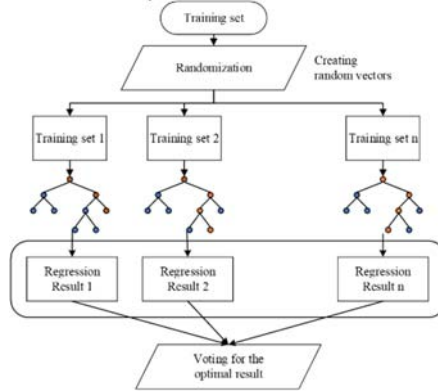 Training set
Randomization
Creating
random vectors
Training set 1
Training set 2
Training set n
Regression
Result 1
Regression
Result 2
Regression
Result n
Voting for the
optimal result